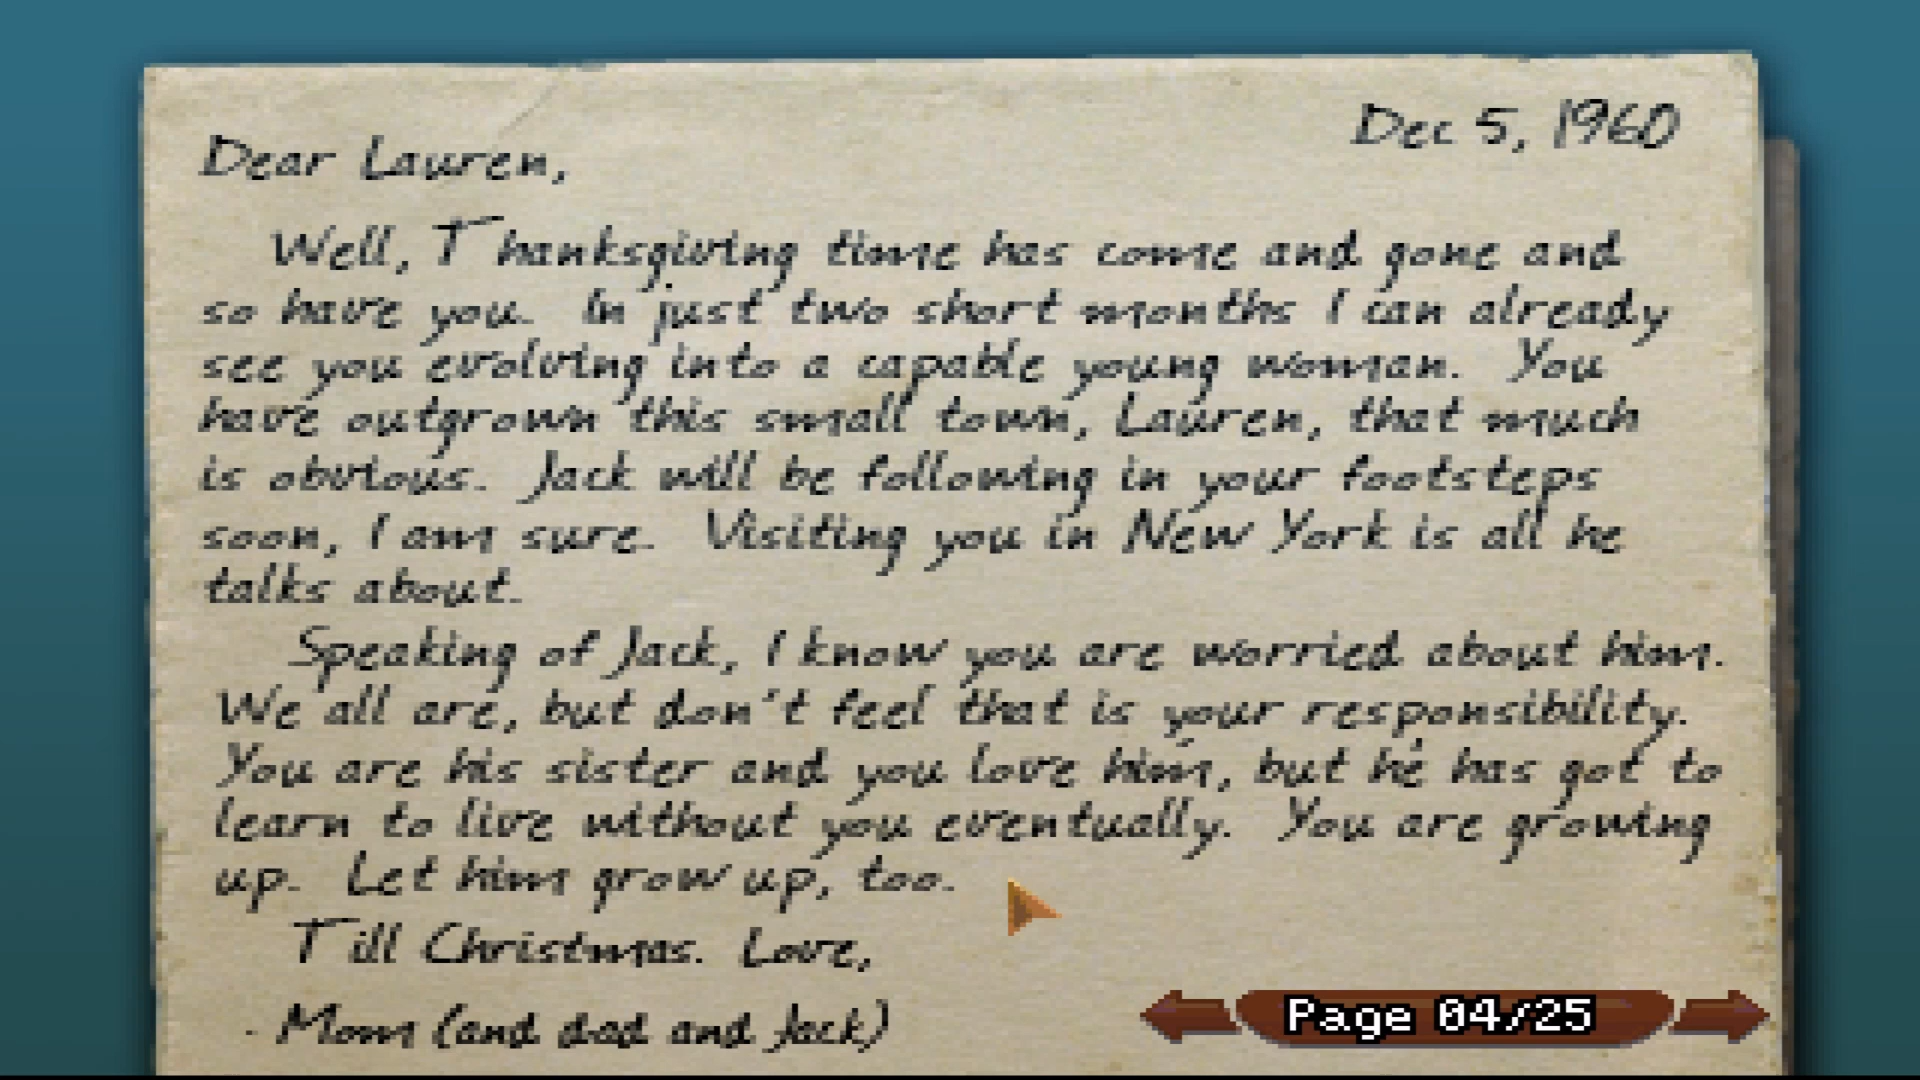 Dec 5, 1960
Dear Lauren,
Well, Thanksgiving time has come and gone and
so have you. In just two short months I can already
see you evolving into a capable young woman. You
have outgrown this small town, Lauren, that much
is obvious. Jack will be following in your footsteps
soon, I am sure. Visiting you in New York is all he
talks about.
Speaking of Jack, I know you are worried about him.
We all are, but don't feel that is your responsibility.
You are his sister and you love him, but he has got to
learn to live without you eventually. You are growing
up. Let him grow up, too.
Till Christmas. Love,
- Mom (and dad and Jack)
Page 04/25